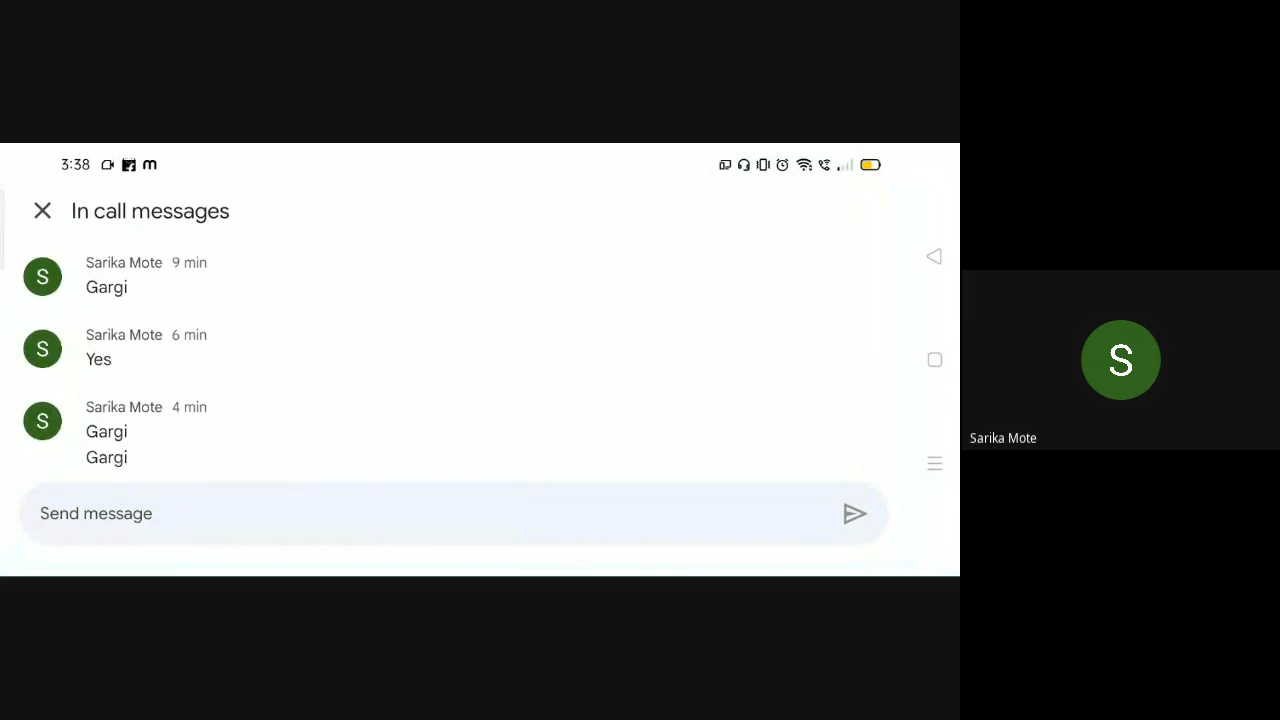 3:38
In call messages
S
Sarika Mote 9 min
Gargi
S
Sarika Mote 6 min
Yes
S
Sarika Mote 4 min
Gargi
Gargi
Send message
S
Sarika Mote